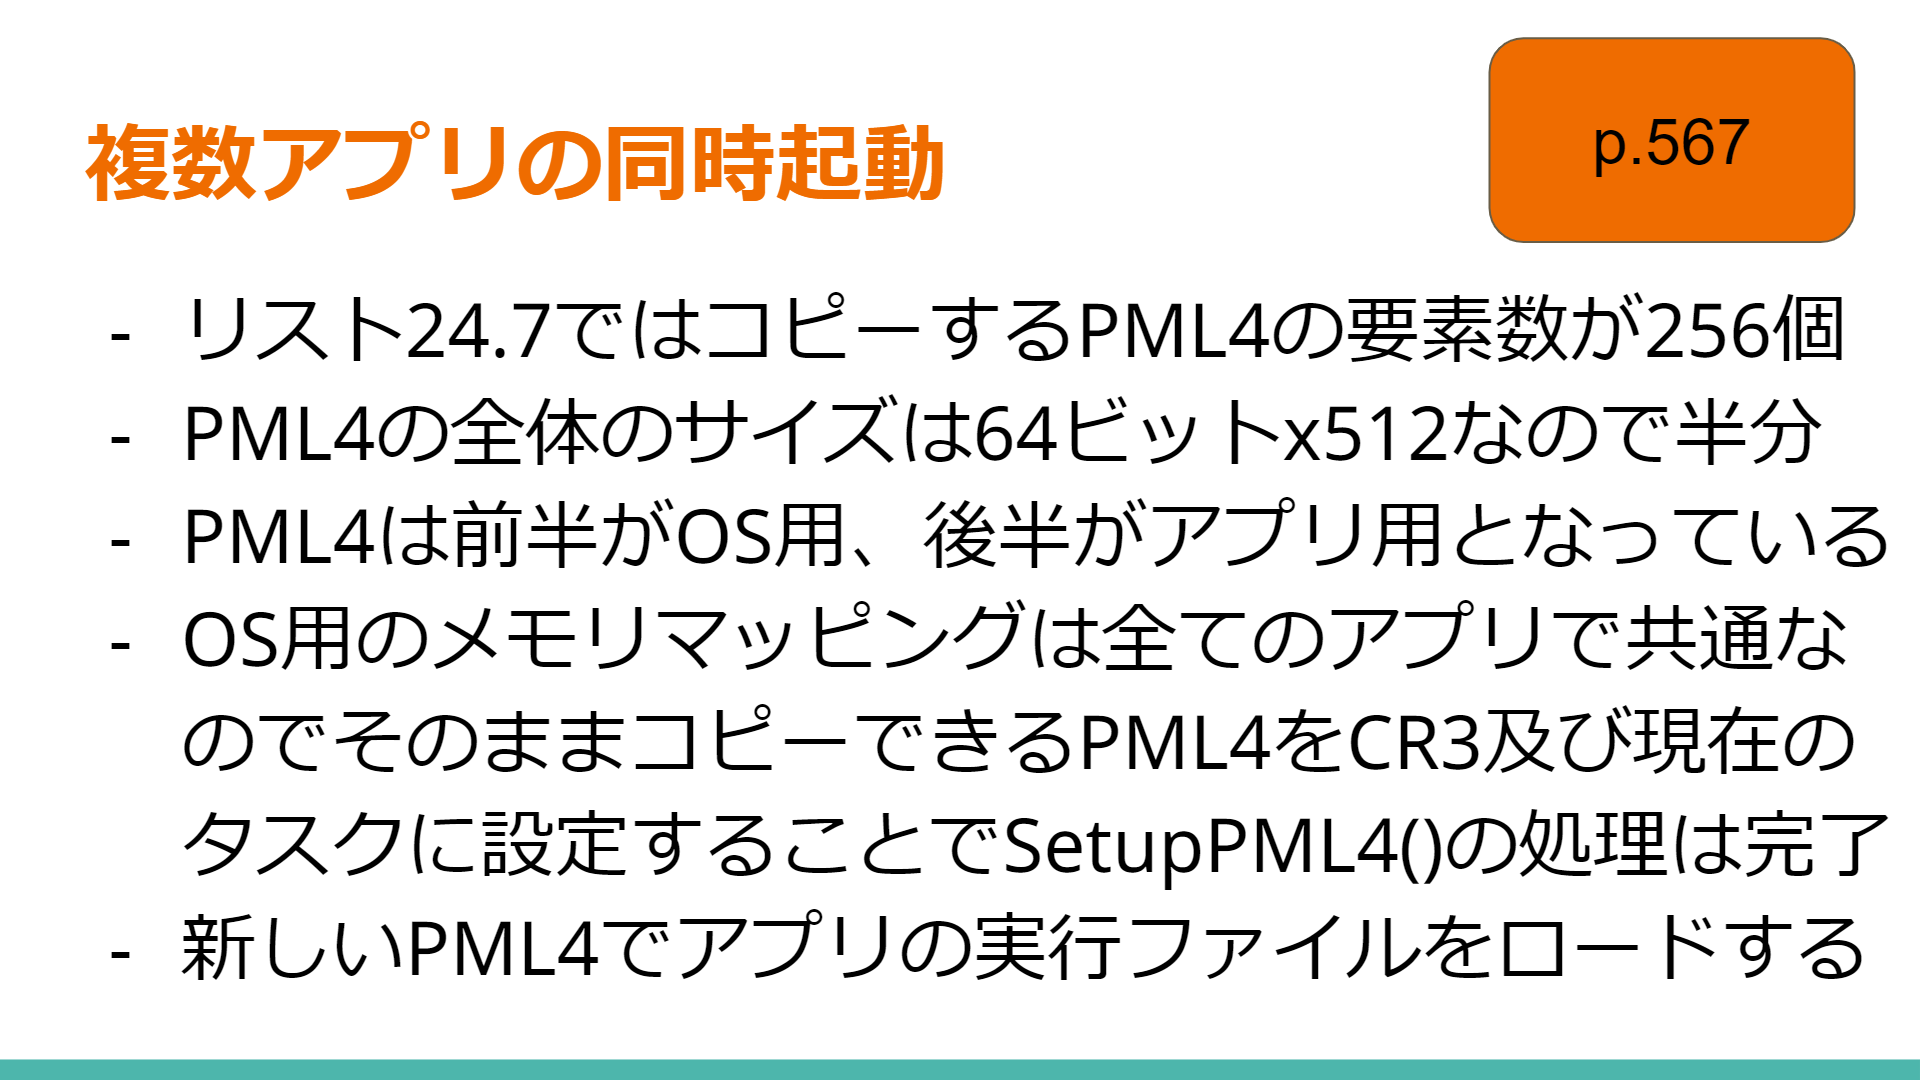 複数アプリの同時起動
p.567
- リスト24.7ではコピーするPML4の要素数が256個
- PML4の全体のサイズは64ビットx512なので半分
- PML4は前半がOS用、後半がアプリ用となっている
- OS用のメモリマッピングは全てのアプリで共通な
のでそのままコピーできるPML4をCR3及び現在の
タスクに設定することでSetupPML4()の処理は完了
- 新しいPML4でアプリの実行ファイルをロードする